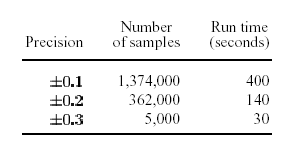 Number Run time
Precision of samples (seconds)
±0.1 1,374,000 400
±0.2 362,000 140
±0.3 5,000 30